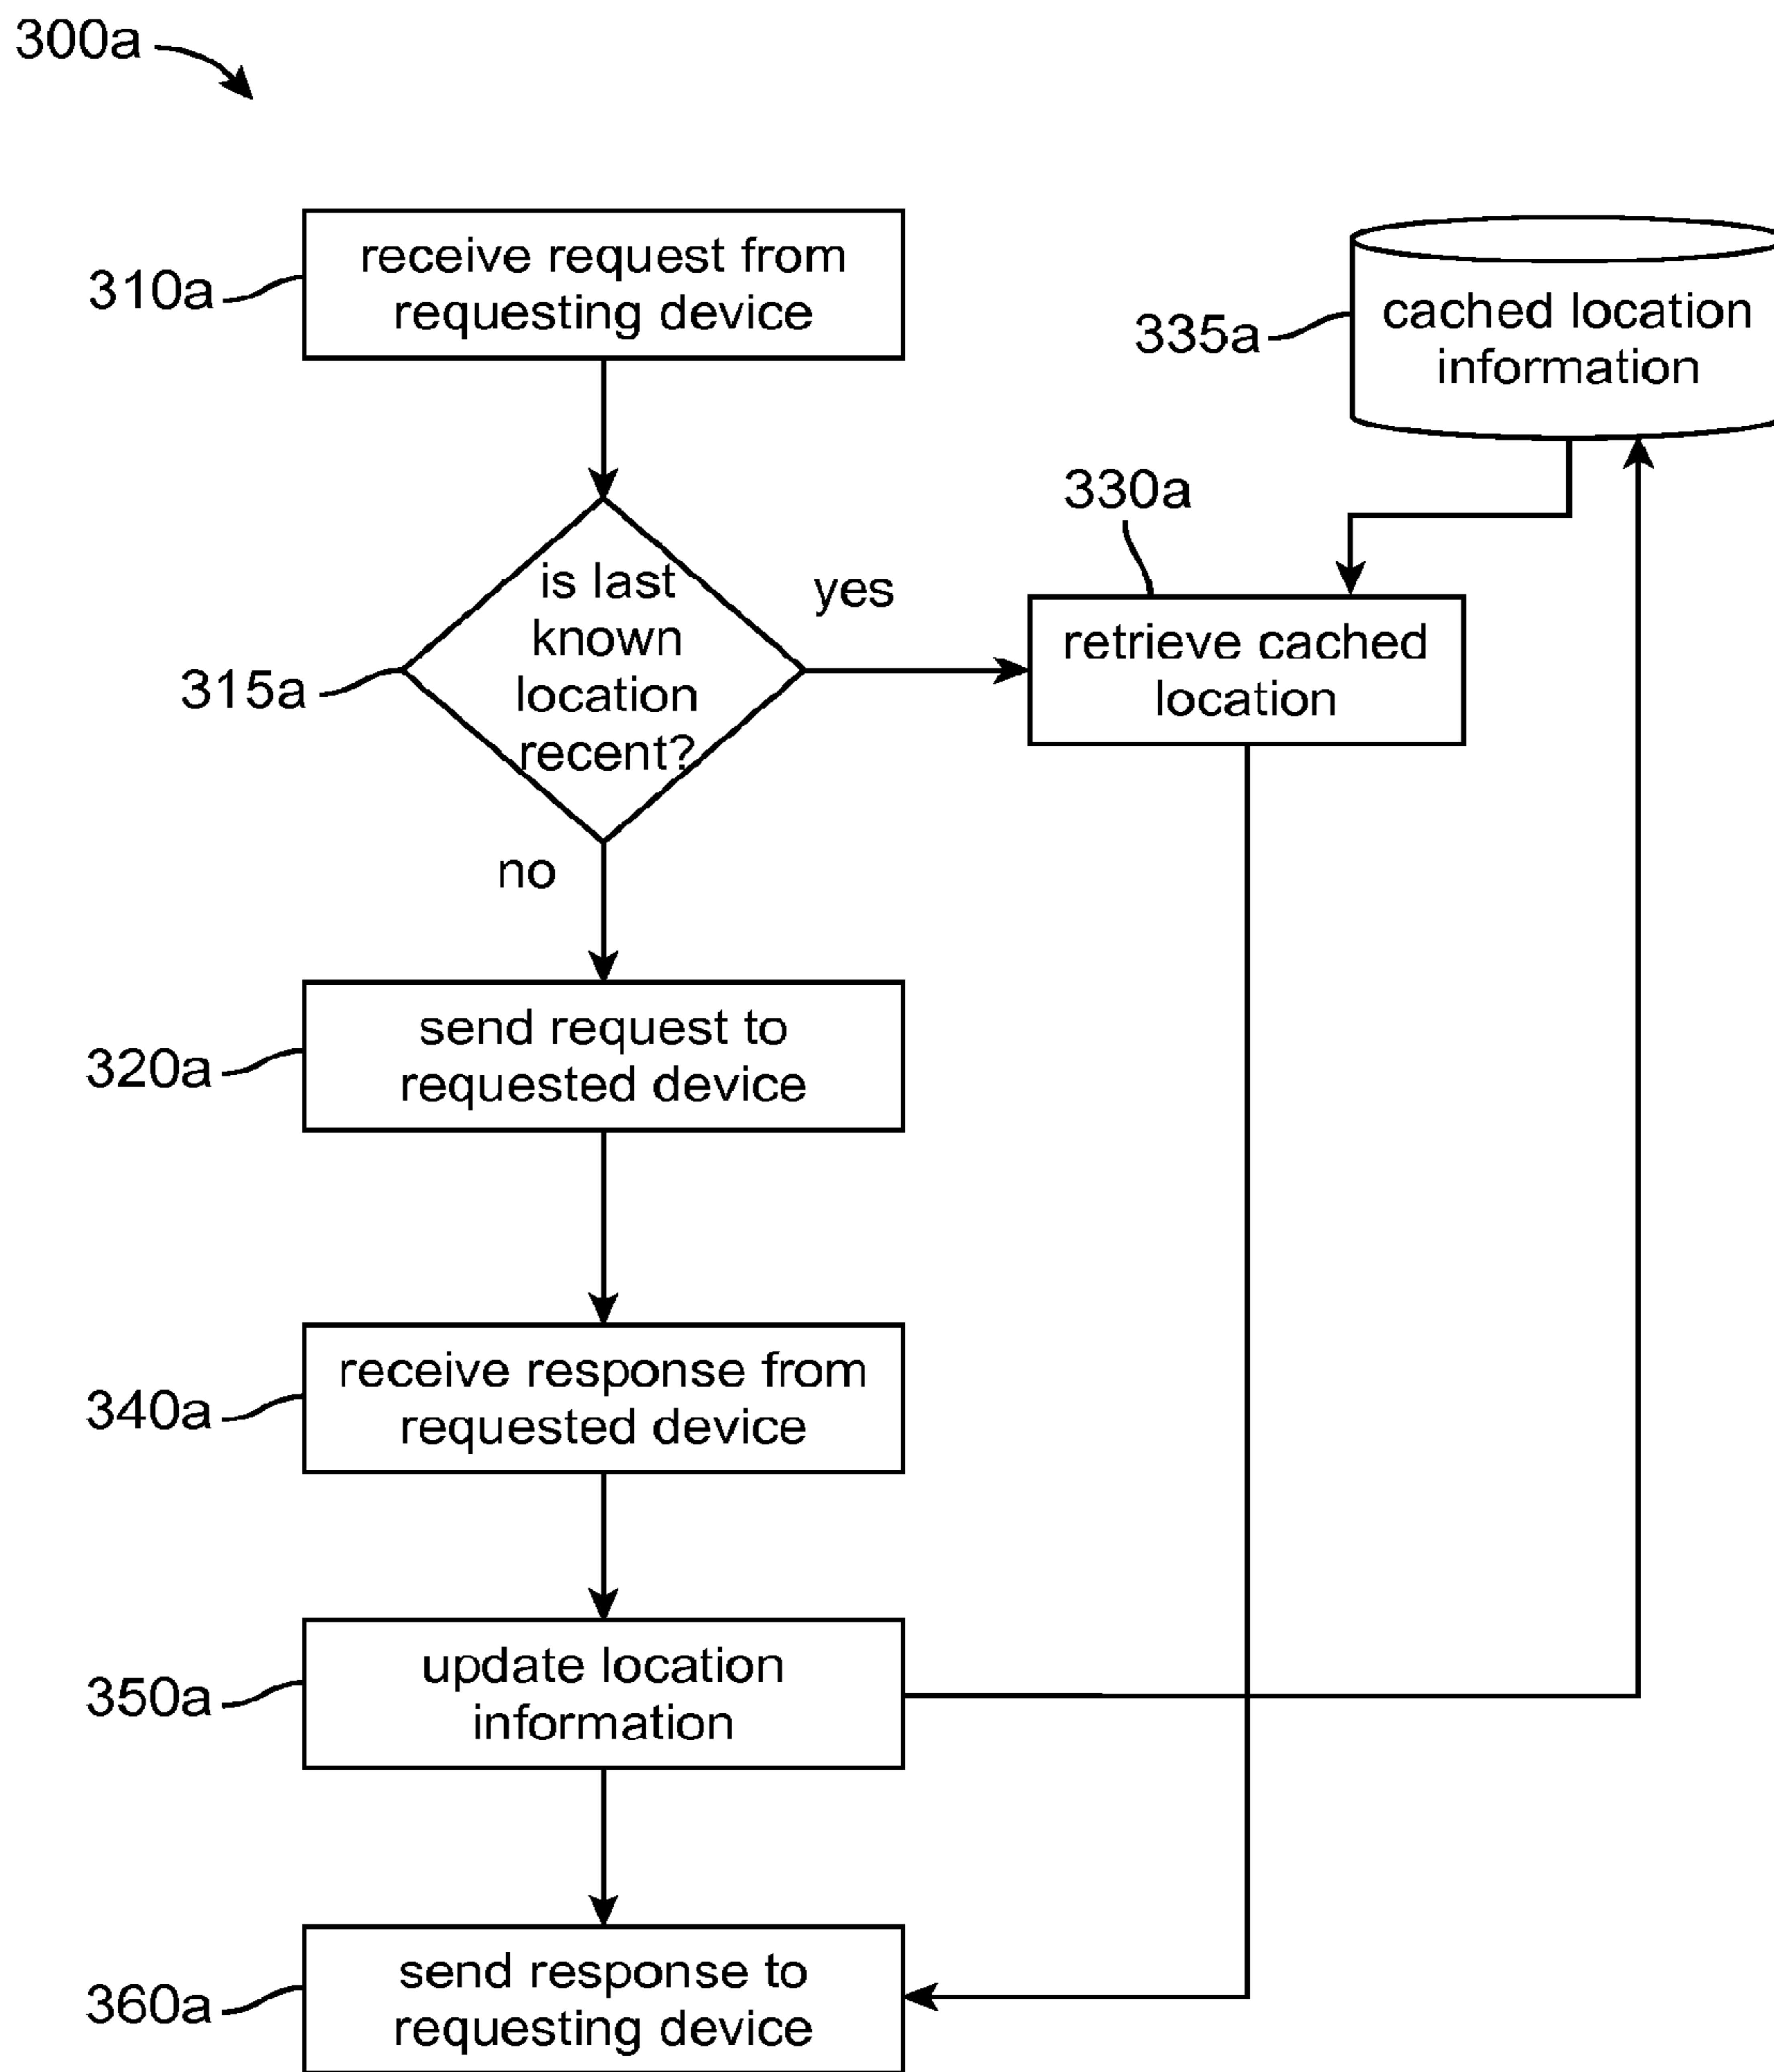 300a
310a
receive request from
requesting device
335a
cached location
information
330a
315a
is last
known
location
recent?
yes
retrieve cached
location
no
320a
send request to
requested device
340a
receive response from
requested device
350a
update location
information
360a
send response to
requesting device